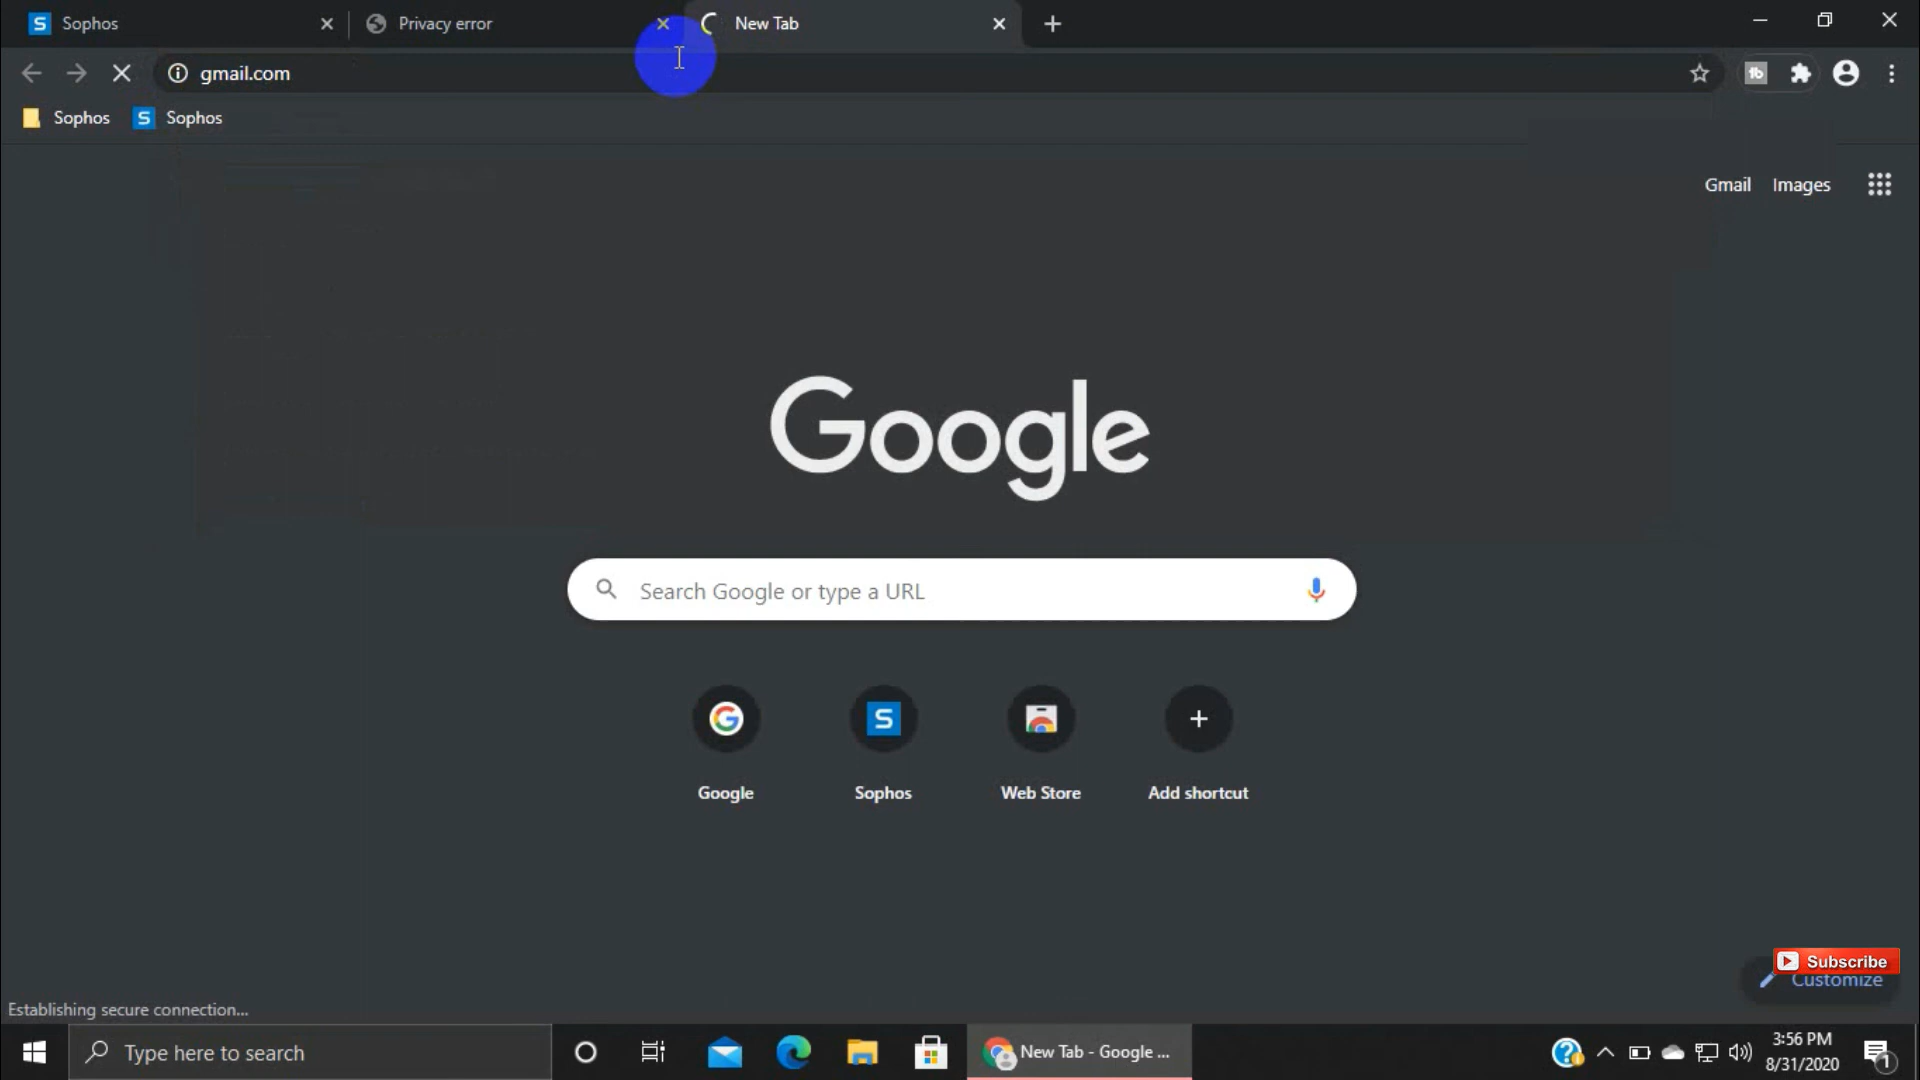 Sophos
Privacy error
New Tab
gmail.com
Sophos
Sophos
Gmail
Images
Google
Search Google or type a URL
Google
Sophos
Web Store
Add shortcut
Subscribe
Customize
Establishing secure connection...
Type here to search
New Tab - Google ...
3:56 PM
8/31/2020
1